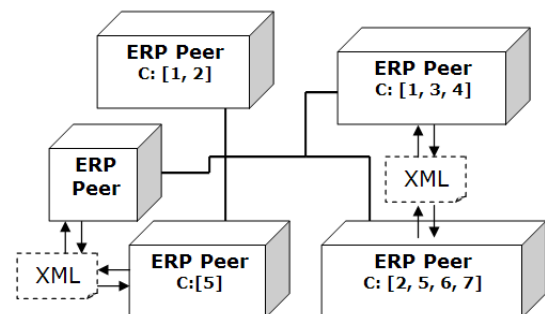 ERP Peer
C: [1, 2]
ERP Peer
C: [1, 3, 4]
ERP
Peer
XML
XML
ERP Peer
C:[5]
ERP Peer
C: [2, 5, 6, 7]